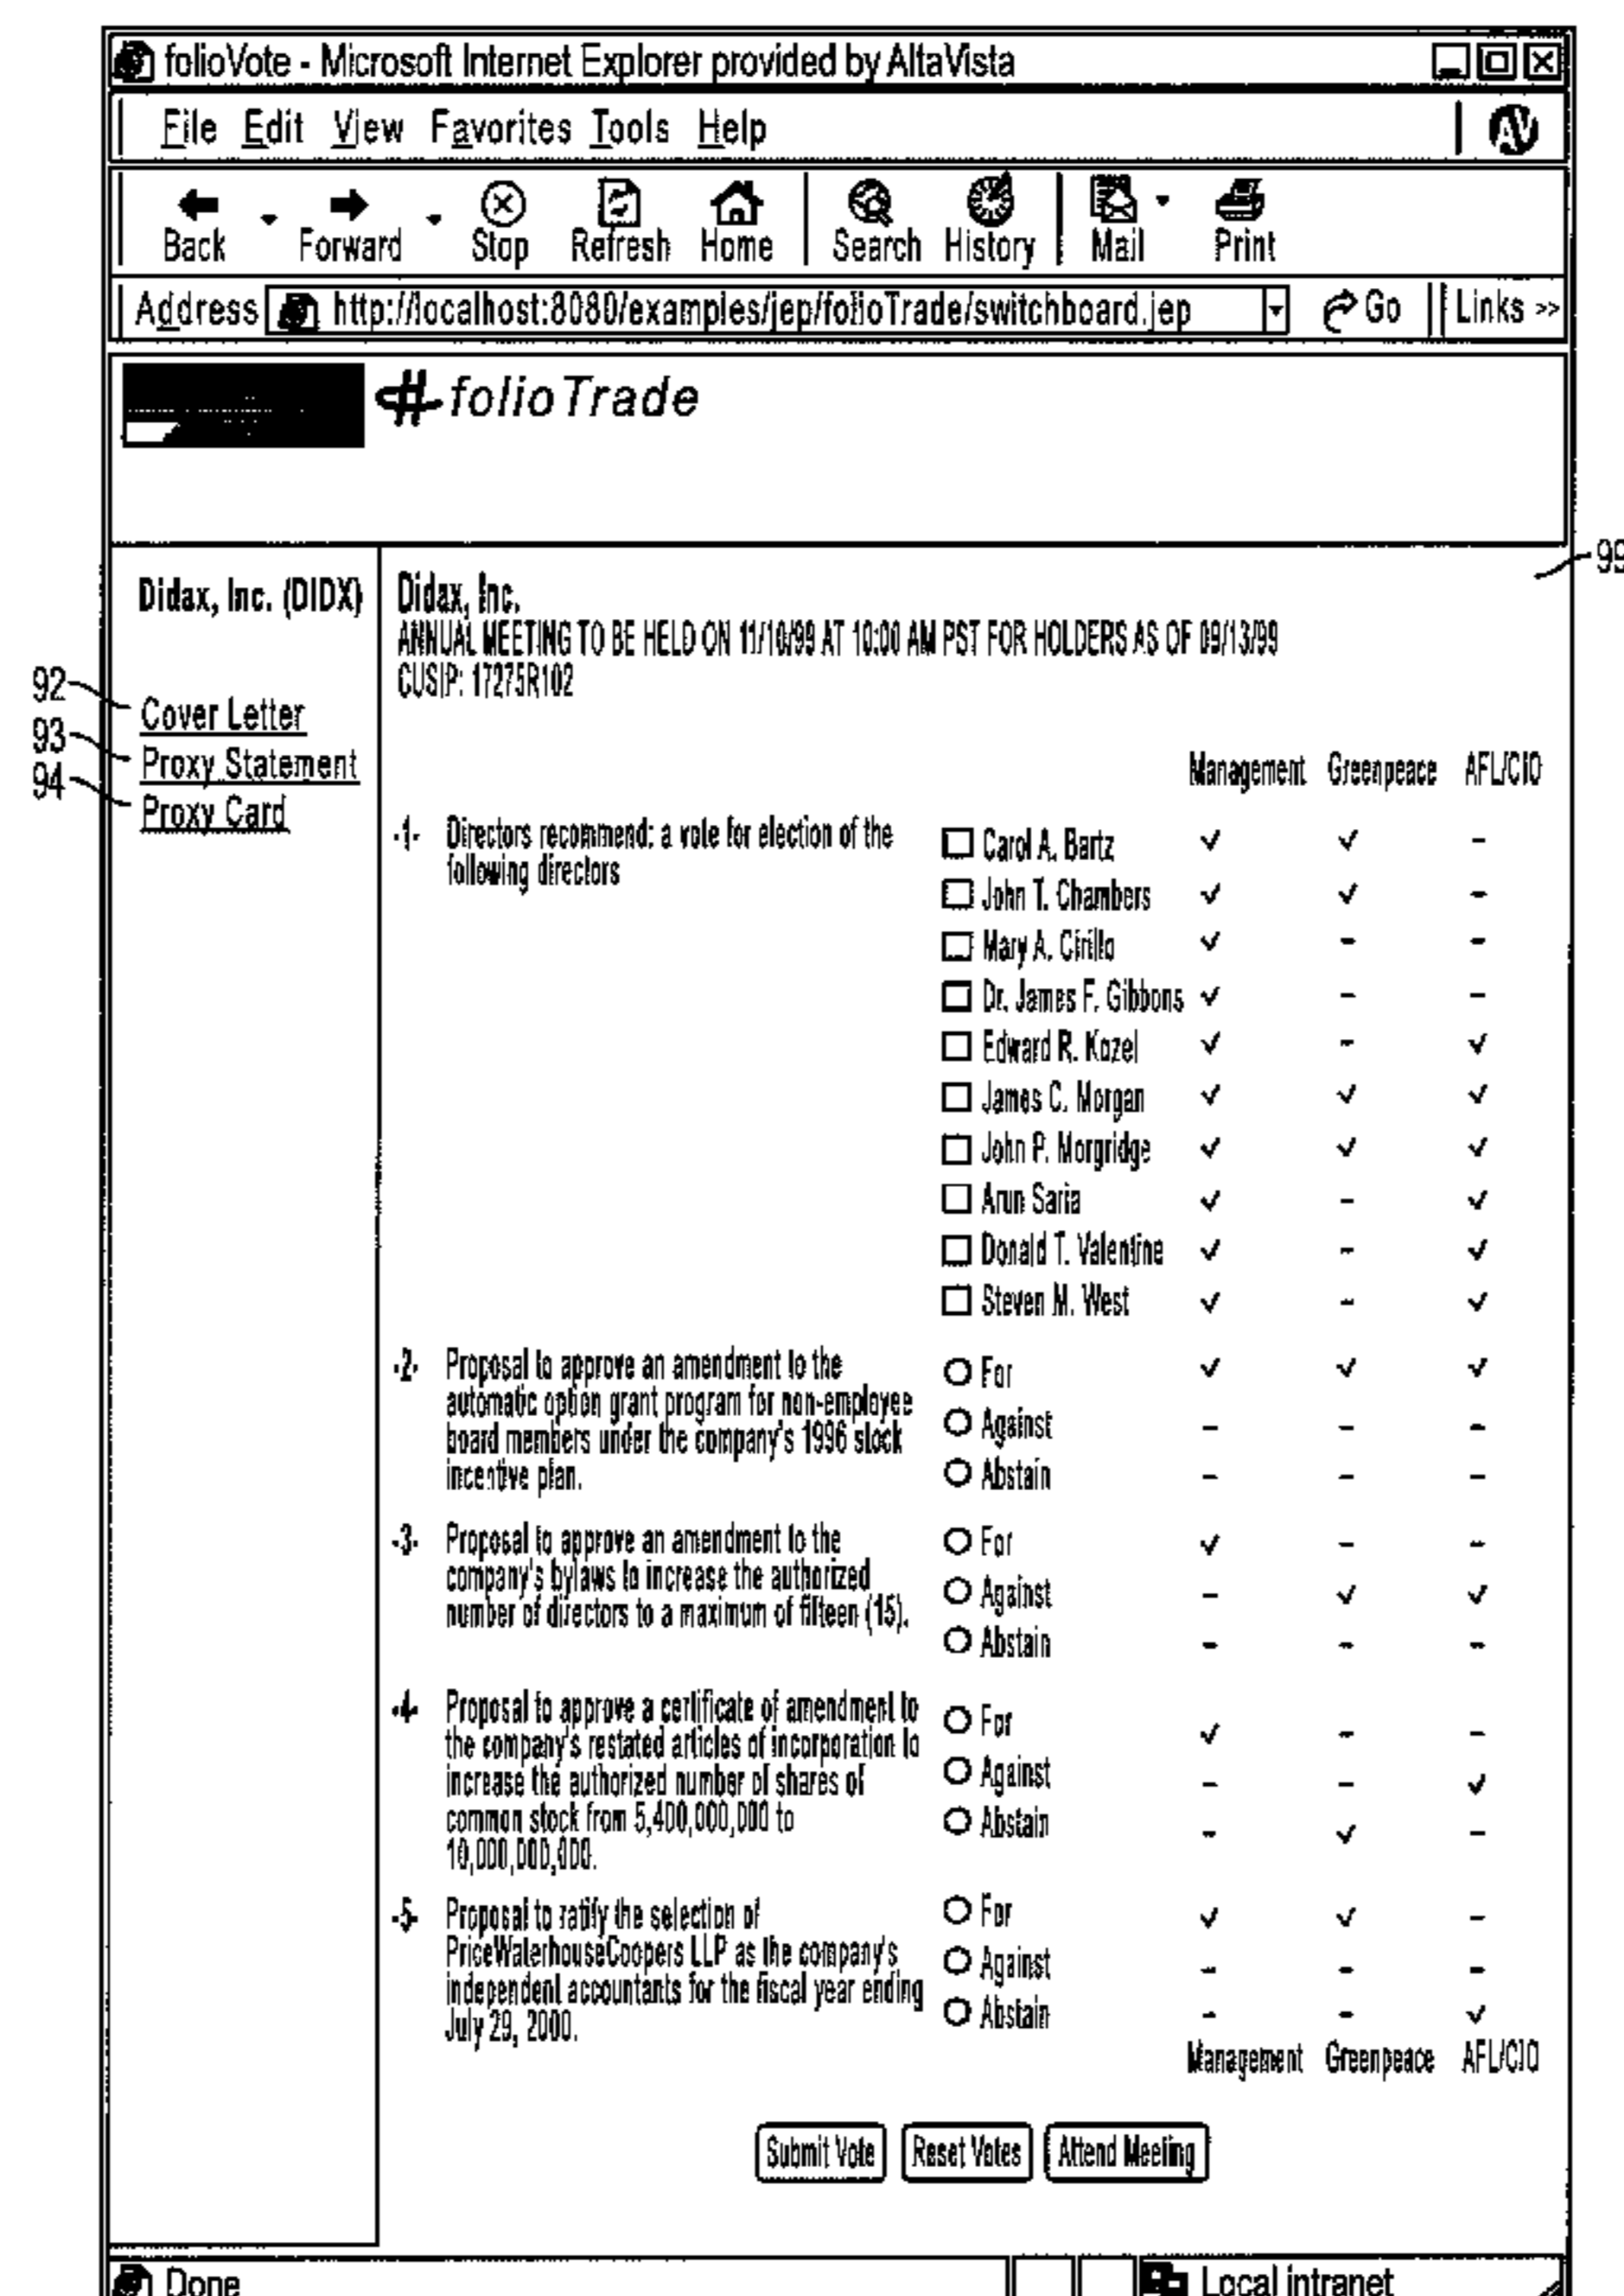 folioVote - Microsoft Internet Explorer provided by AltaVista
File Edit View Favorites Tools Help
AV
Back Forward Stop Refresh Home Search History Mail Print
Address http://localhost:8080/examples/jep/folioTrade/switchboard.jep Go Links >>
folioTrade
99
Didax, Inc. (DIDX)
92
Cover Letter
93
Proxy Statement
94
Proxy Card
Didax, Inc.
ANNUAL MEETING TO BE HELD ON 11/10/99 AT 10:00 AM PST FOR HOLDERS AS OF 09/13/99
CUSIP: 17275R102
Management Greenpeace AFL/CIO
-1- Directors recommend: a vote for election of the
following directors
Carol A. Bartz ✓ ✓ -
John T. Chambers ✓ ✓ -
Mary A. Cirillo ✓ - -
Dr. James F. Gibbons ✓ - -
Edward R. Kozel ✓ - ✓
James C. Morgan ✓ ✓ ✓
John P. Morgridge ✓ ✓ ✓
Arun Saria ✓ - ✓
Donald T. Valentine ✓ - ✓
Steven M. West ✓ - ✓
-2- Proposal to approve an amendment to the
automatic option grant program for non-employee
board members under the company's 1996 stock
incentive plan.
For ✓ ✓ ✓
Against - - -
Abstain - - -
-3- Proposal to approve an amendment to the
company's bylaws to increase the authorized
number of directors to a maximum of fifteen (15).
For ✓ - -
Against - ✓ ✓
Abstain - - -
-4- Proposal to approve a certificate of amendment to
the company's restated articles of incorporation to
increase the authorized number of shares of
common stock from 5,400,000,000 to
10,000,000,000.
For ✓ - -
Against - - ✓
Abstain - ✓ -
-5- Proposal to ratify the selection of
PriceWaterhouseCoopers LLP as the company's
independent accountants for the fiscal year ending
July 29, 2000.
For ✓ ✓ -
Against - - -
Abstain - - ✓
Management Greenpeace AFL/CIO
Submit Vote Reset Votes Attend Meeting
Done Local intranet